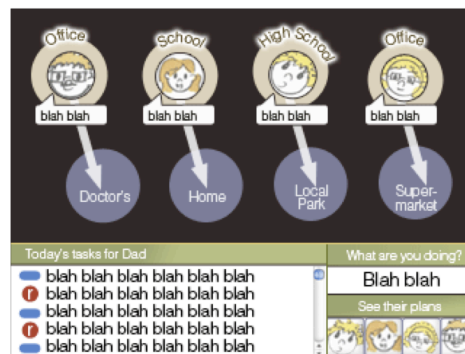 Office School High School Office
blah blah blah blah blah blah blah blah
Doctor's Home Local Park Super-market
Today's tasks for Dad
blah blah blah blah blah blah
r blah blah blah blah blah blah
blah blah blah blah blah blah
r blah blah blah blah blah blah
blah blah blah blah blah blah
What are you doing?
Blah blah
See their plans